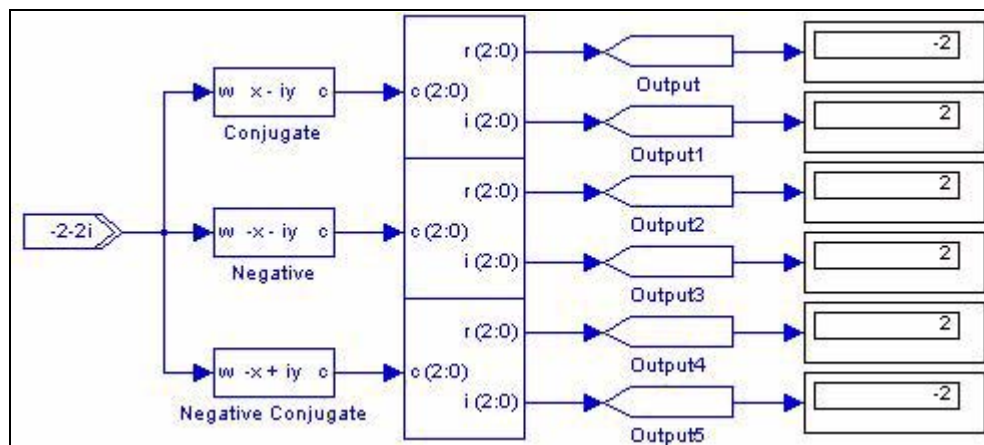 r (2:0)
-2
Output
w x - iy c
c (2:0)
Conjugate
i (2:0)
2
Output1
r (2:0)
2
Output2
-2-2i
w -x - iy c
c (2:0)
Negative
i (2:0)
2
Output3
r (2:0)
2
Output4
w -x + iy c
c (2:0)
Negative Conjugate
i (2:0)
-2
Output5